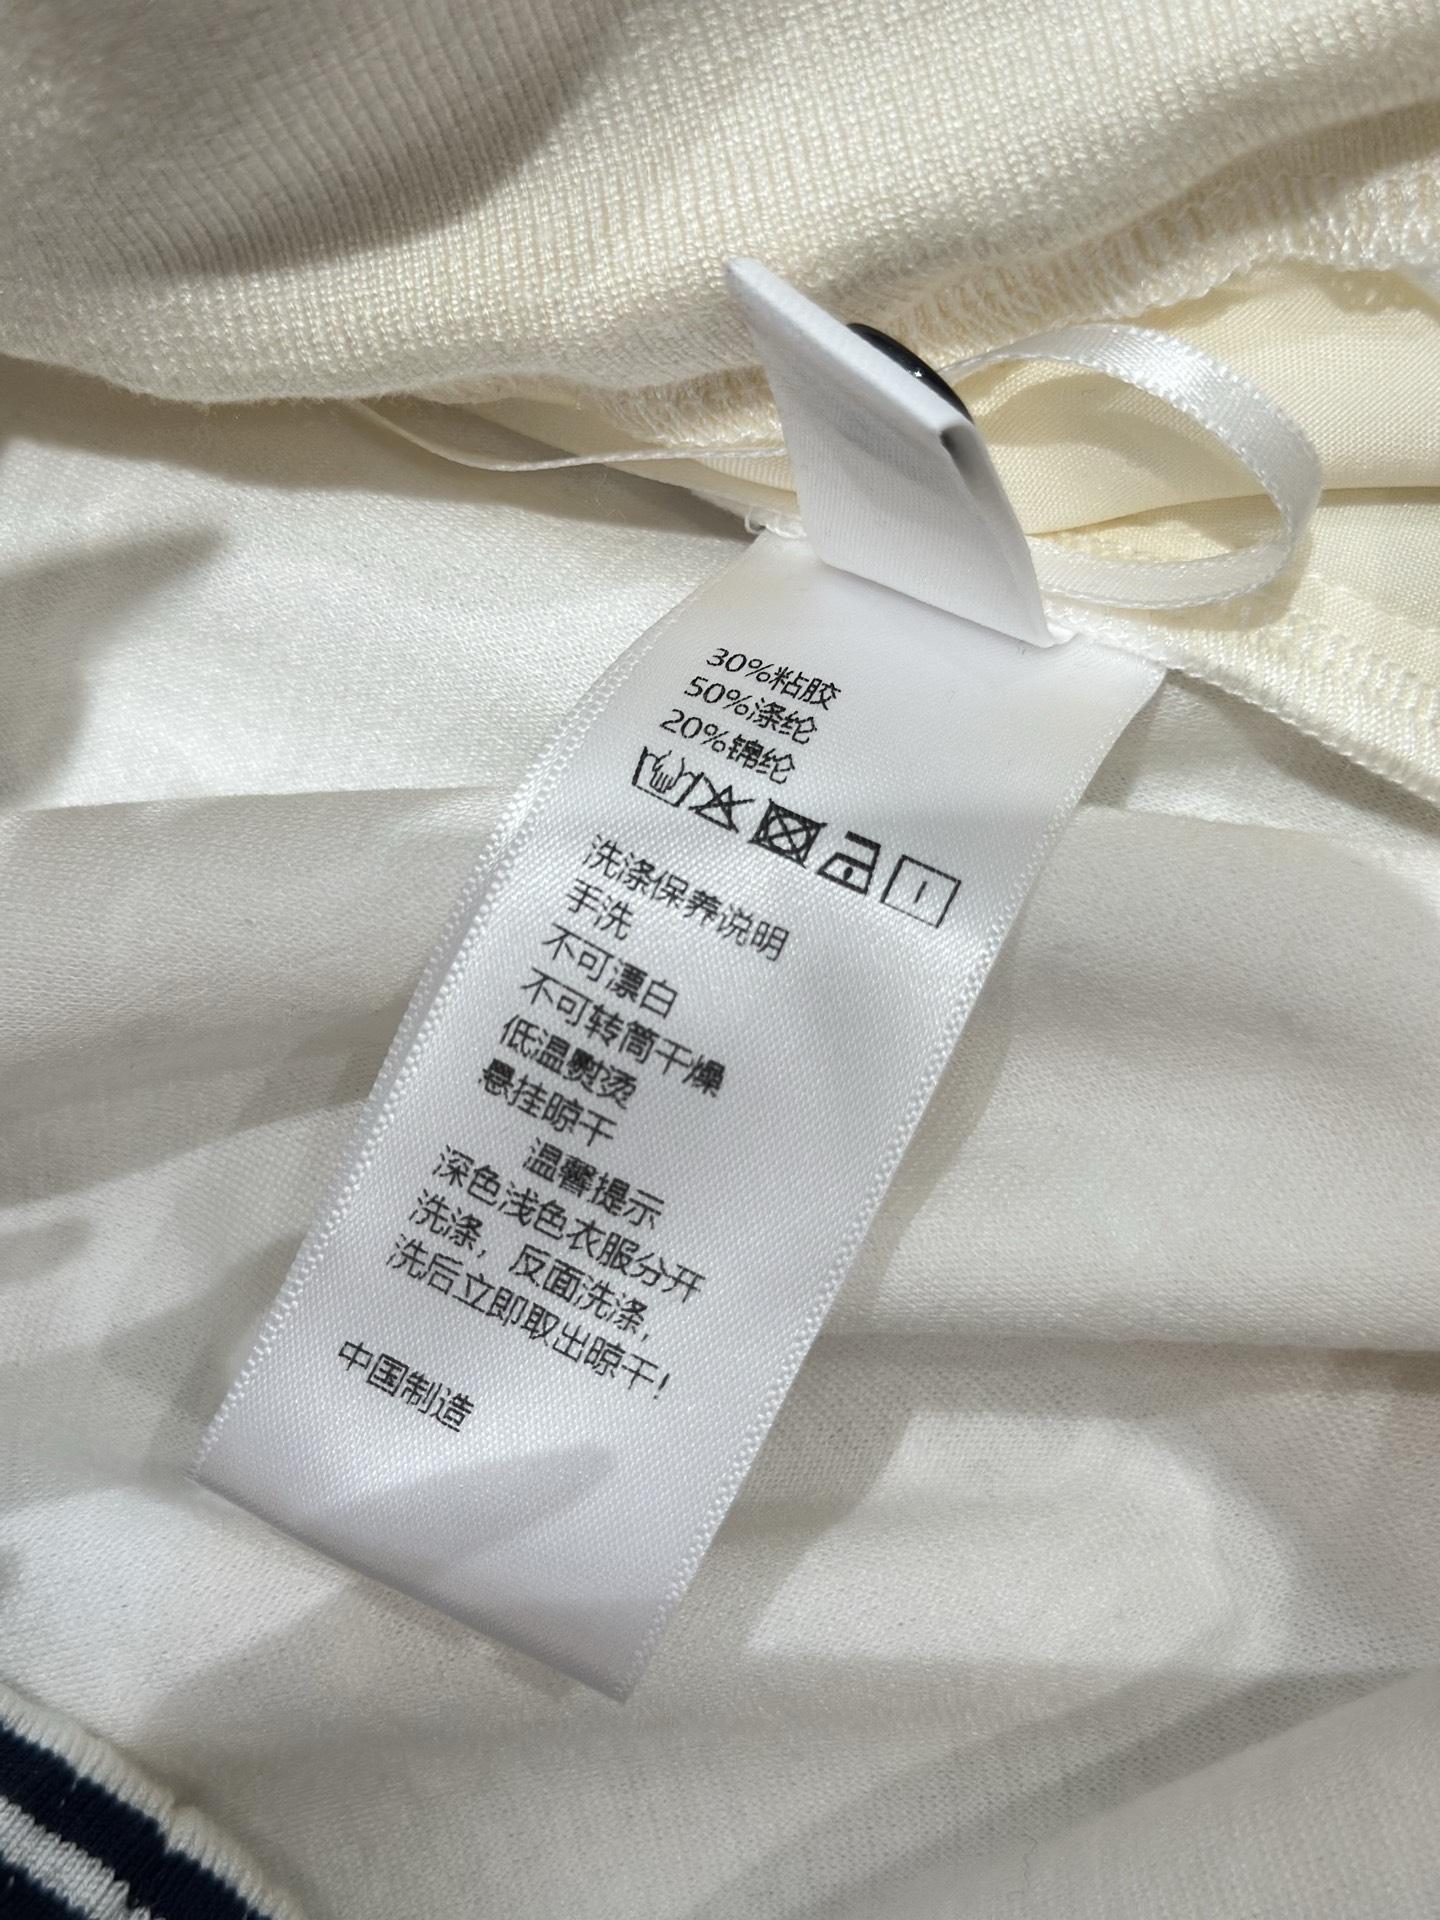 30%粘胶
50%涤纶
20%锦纶
洗涤保养说明
手洗
不可漂白
不可转筒干燥
低温熨烫
悬挂晾干
温馨提示
深色浅色衣服分开
洗涤，反面洗涤，
洗后立即取出晾干！
中国制造